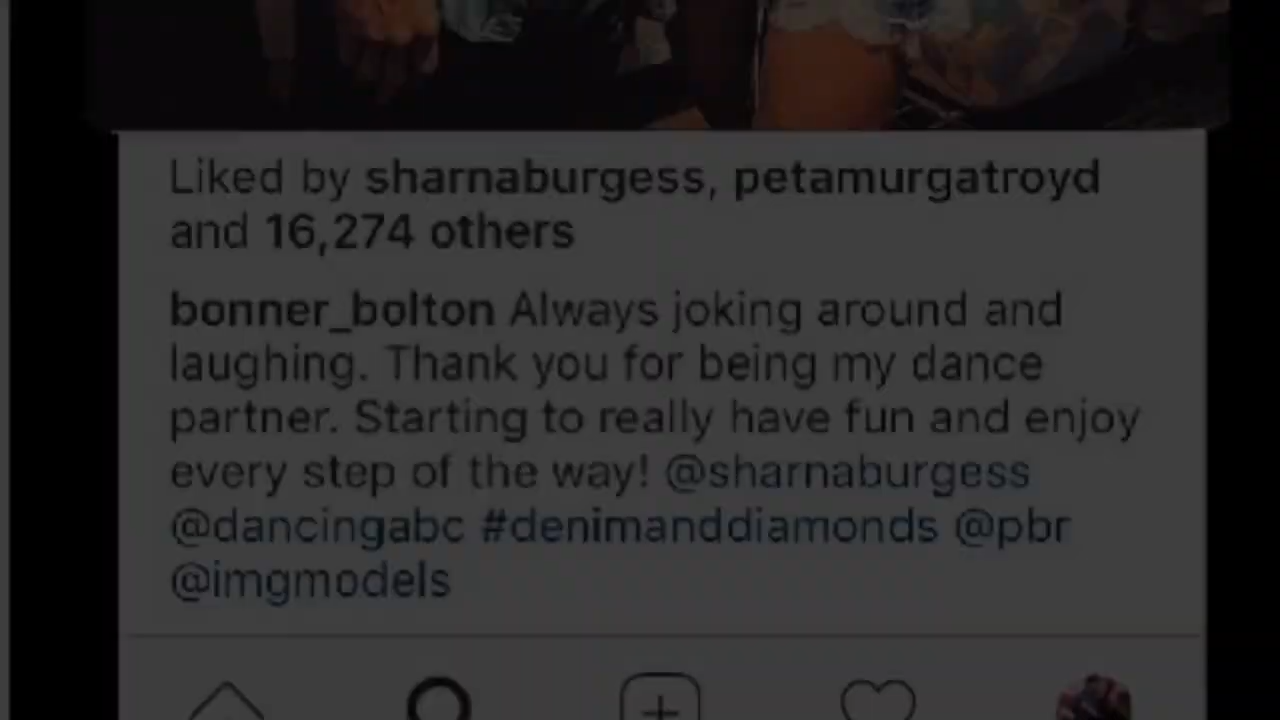 Liked by sharnaburgess, petamurgatroyd
and 16,274 others
bonner_bolton Always joking around and
laughing. Thank you for being my dance
partner. Starting to really have fun and enjoy
every step of the way! @sharnaburgess
@dancingabc #denimanddiamonds @pbr
@imgmodels